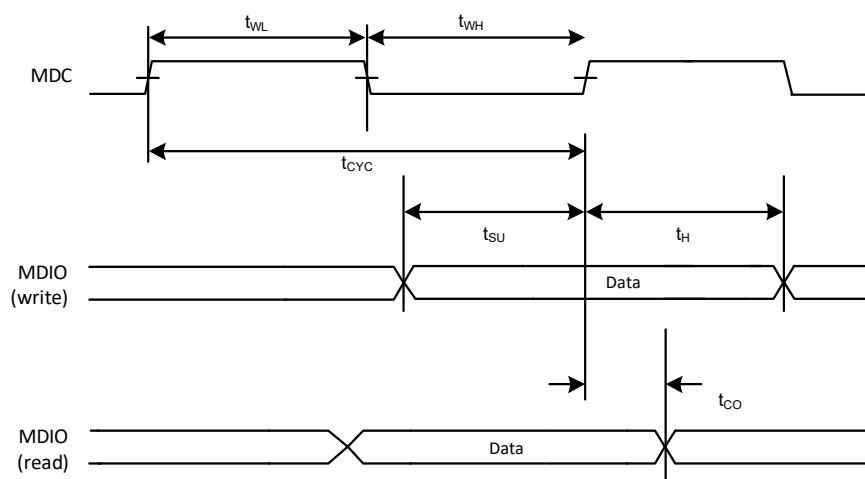 tWL
tWH
MDC
tCYC
tSU
tH
MDIO
(write)
Data
tCO
MDIO
(read)
Data